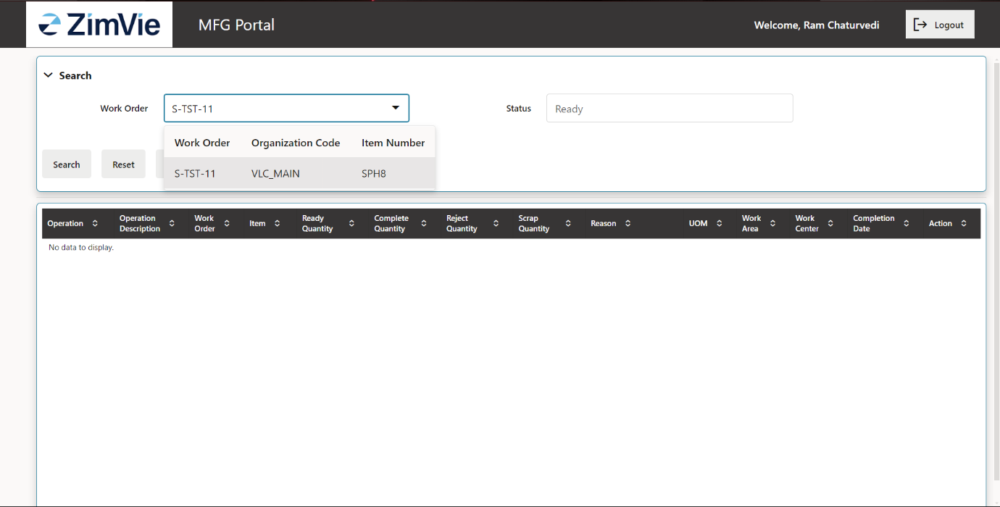 ZimVie
MFG Portal
Welcome, Ram Chaturvedi
Logout
Search
Work Order
S-TST-11
Status
Ready
Work Order Organization Code Item Number
S-TST-11 VLC_MAIN SPH8
Search
Reset
Operation
Operation
Description
Work
Order
Item
Ready
Quantity
Complete
Quantity
Reject
Quantity
Scrap
Quantity
Reason
UOM
Work
Area
Work
Center
Completion
Date
Action
No data to display.